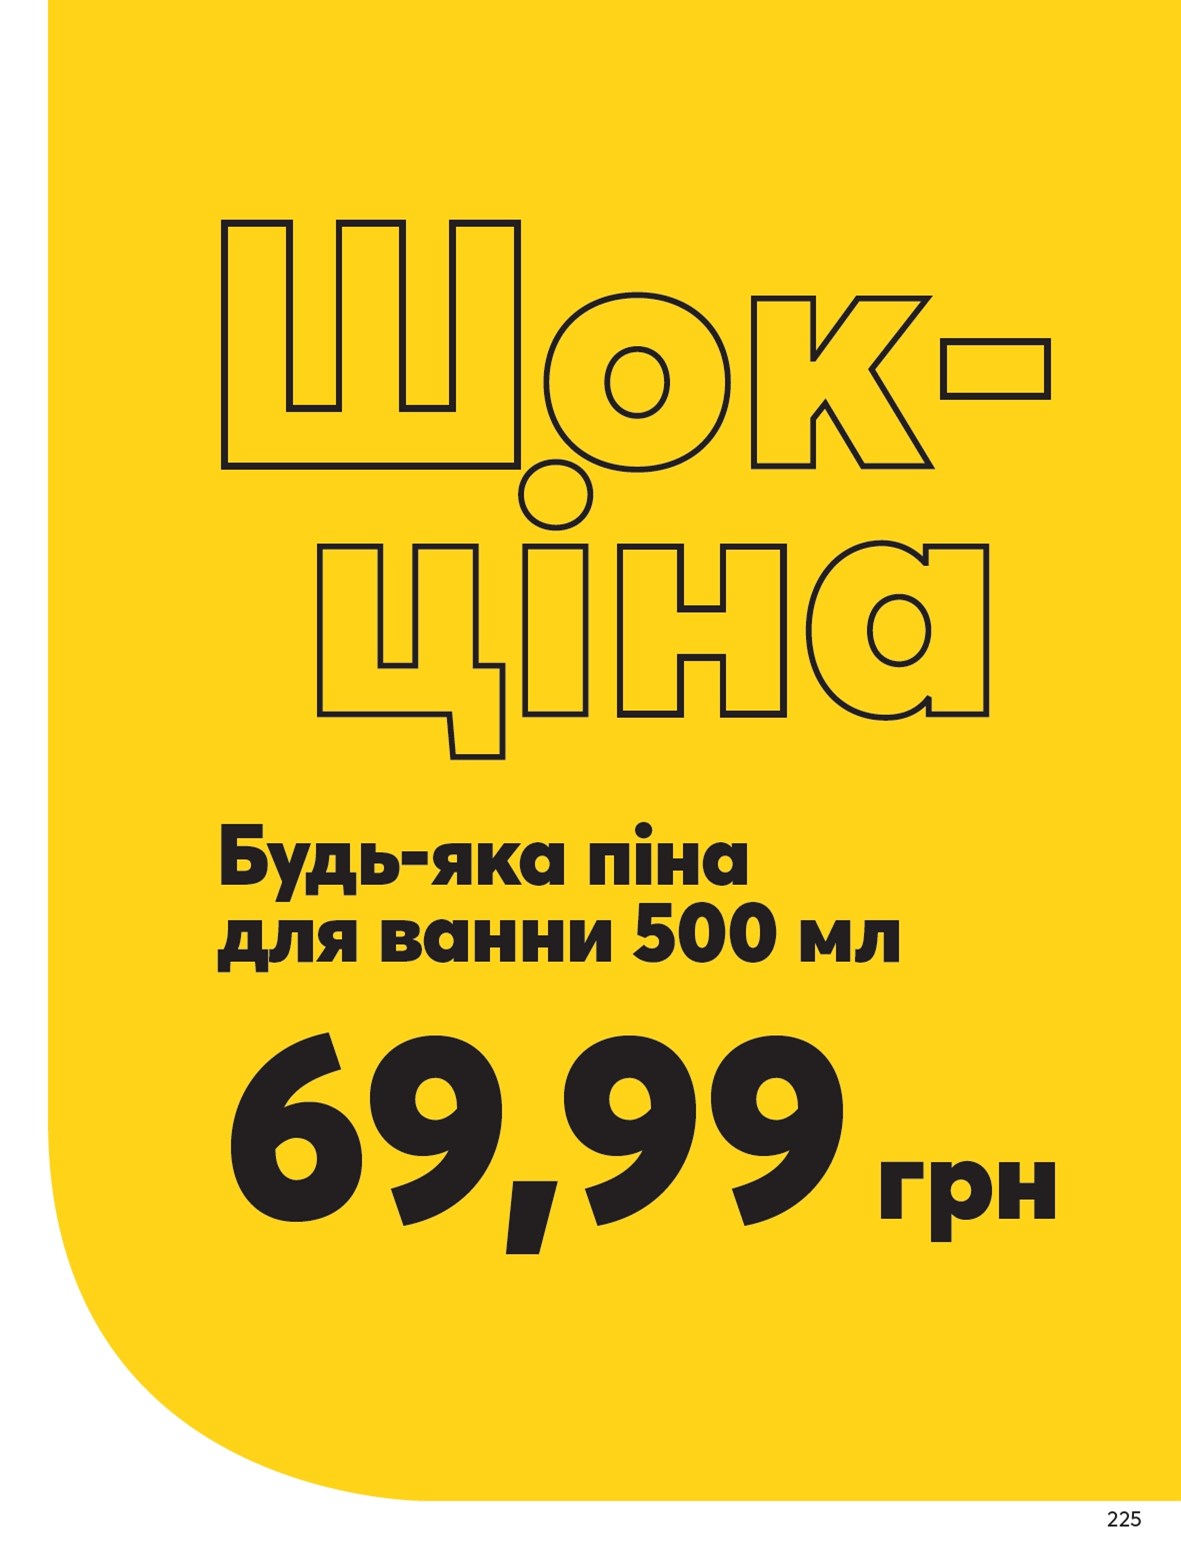 Шок-
ціна
Будь-яка піна
для ванни 500 мл
69,99 грн
225